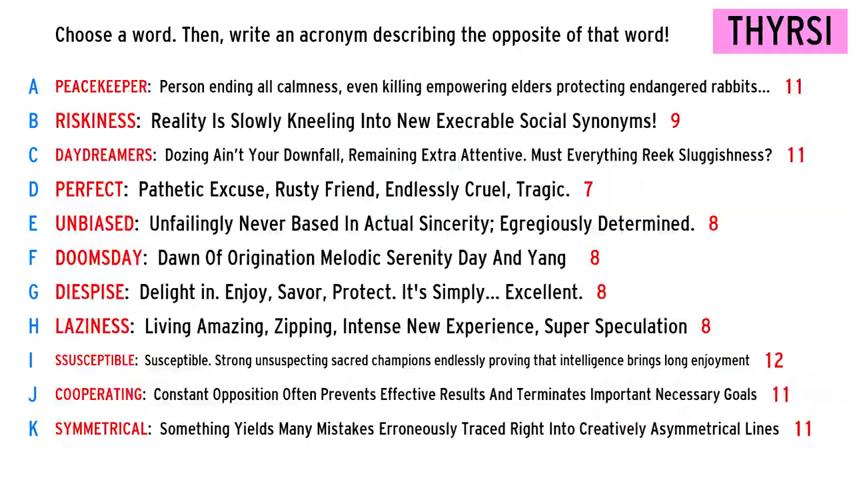 Choose a word. Then, write an acronym describing the opposite of that word!
THYRSI
A PEACEKEEPER: Person ending all calmness, even killing empowering elders protecting endangered rabbits... 11
B RISKINESS: Reality Is Slowly Kneeling Into New Execrable Social Synonyms! 9
C DAYDREAMERS: Dozing Ain't Your Downfall, Remaining Extra Attentive. Must Everything Reek Sluggishness? 11
D PERFECT: Pathetic Excuse, Rusty Friend, Endlessly Cruel, Tragic. 7
E UNBIASED: Unfailingly Never Based In Actual Sincerity; Egregiously Determined. 8
F DOOMSDAY: Dawn Of Origination Melodic Serenity Day And Yang 8
G DIESPISE: Delight in. Enjoy, Savor, Protect. It's Simply... Excellent. 8
H LAZINESS: Living Amazing, Zipping, Intense New Experience, Super Speculation 8
I SSUSCEPTIBLE: Susceptible. Strong unsuspecting sacred champions endlessly proving that intelligence brings long enjoyment 12
J COOPERATING: Constant Opposition Often Prevents Effective Results And Terminates Important Necessary Goals 11
K SYMMETRICAL: Something Yields Many Mistakes Erroneously Traced Right Into Creatively Asymmetrical Lines 11